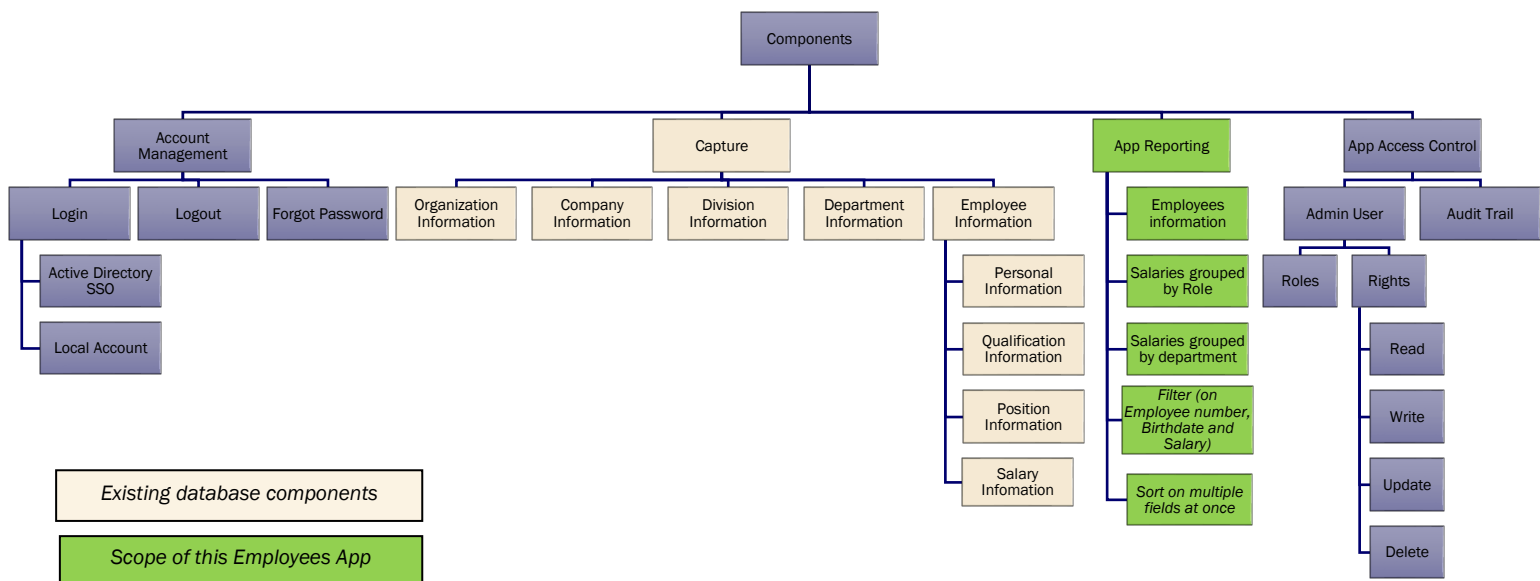 Components
Account
Management
Capture
App Reporting
App Access Control
Login
Logout
Forgot Password
Organization
Information
Company
Information
Division
Information
Department
Information
Employee
Information
Employees
information
Admin User
Audit Trail
Active Directory
SSO
Local Account
Personal
Information
Qualification
Information
Position
Information
Salary
Infomation
Salaries grouped
by Role
Salaries grouped
by department
Filter (on
Employee number,
Birthdate and
Salary)
Sort on multiple
fields at once
Roles
Rights
Read
Write
Update
Delete
Existing database components
Scope of this Employees App